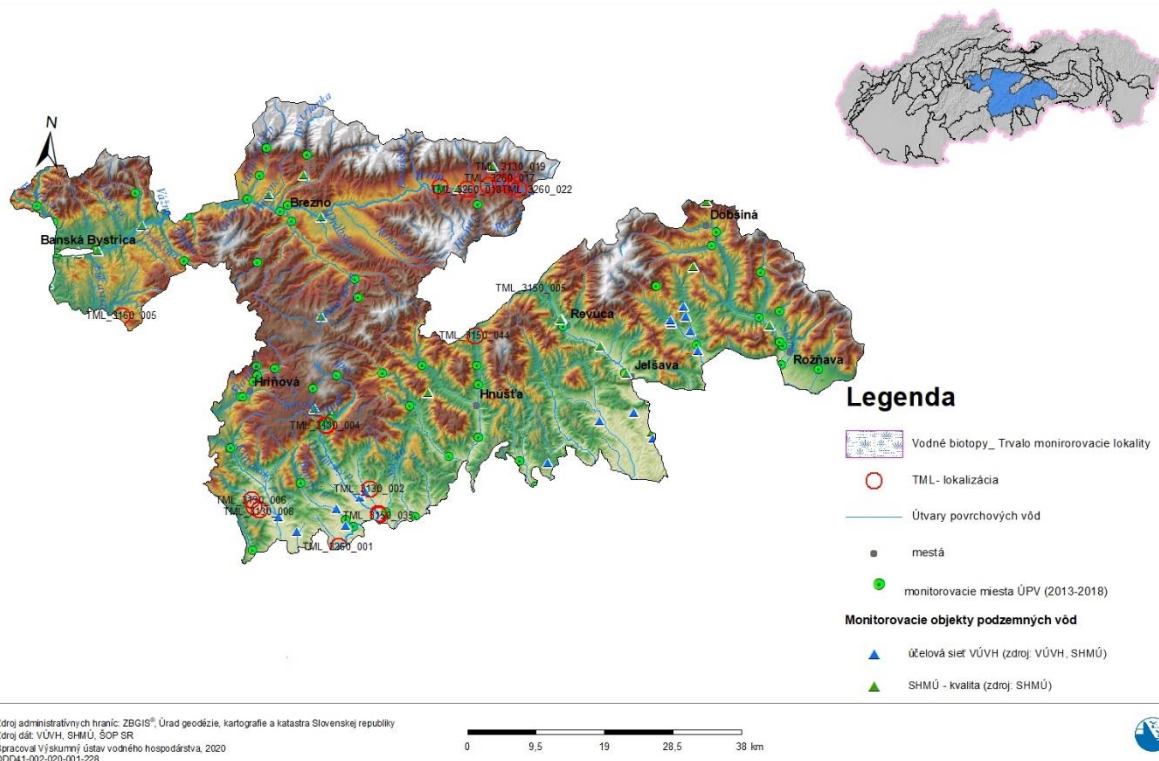 N
TML_3130_019
TML_3260_017
TML_3260_022
Brezno
Dobšiná
Banská Bystrica
TML_3150_005
TML_3160_005
Revúca
TML_3150_044
Rožňava
Jelšava
Hriňová
Hnúšťa
TML_3130_004
TML_3130_002
TML_3130_006
TML_3130_008
TML_3150_035
TML_3260_001
Legenda
Vodné biotopy_ Trvalo monirorovacie lokality
TML- lokalizácia
Útvary povrchových vôd
mestá
monitorovacie miesta ÚPV (2013-2018)
Monitorovacie objekty podzemných vôd
účelová sieť VÚVH (zdroj: VÚVH, SHMÚ)
SHMÚ - kvalita (zdroj: SHMÚ)
Zdroj administratívnych hraníc: ZBGIS®, Úrad geodézie, kartografie a katastra Slovenskej republiky
Zdroj dát: VÚVH, SHMÚ, ŠOP SR
Spracoval Výskumný ústav vodného hospodárstva, 2020
0 9,5 19 28,5 38 km